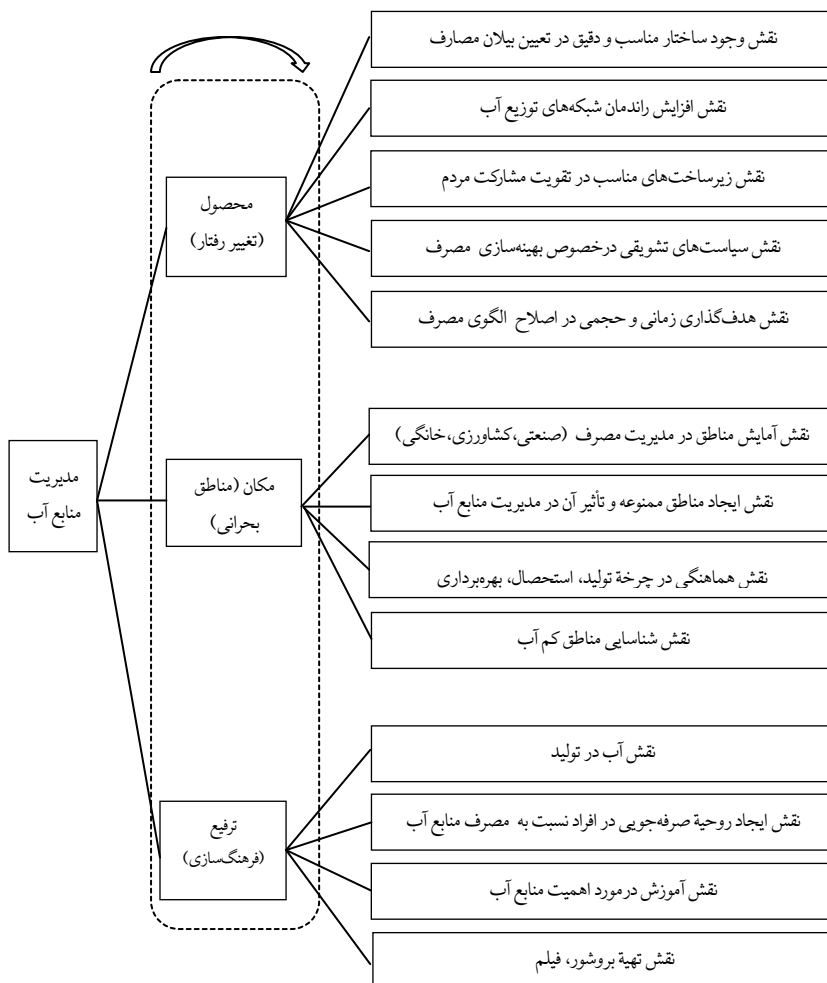 مدیریت
منابع آب
محصول
(تغییر رفتار)
نقش وجود ساختار مناسب و دقیق در تعیین بیلان مصارف
نقش افزایش راندمان شبکه‌های توزیع آب
نقش زیرساخت‌های مناسب در تقویت مشارکت مردم
نقش سیاست‌های تشویقی درخصوص بهینه‌سازی مصرف
نقش هدف‌گذاری زمانی و حجمی در اصلاح الگوی مصرف
مکان (مناطق
بحرانی)
نقش آمایش مناطق در مدیریت مصرف (صنعتی،کشاورزی،خانگی)
نقش ایجاد مناطق ممنوعه و تأثیر آن در مدیریت منابع آب
نقش هماهنگی در چرخة تولید، استحصال، بهره‌برداری
نقش شناسایی مناطق کم آب
ترفیع
(فرهنگ‌سازی)
نقش آب در تولید
نقش ایجاد روحیة صرفه‌جویی در افراد نسبت به مصرف منابع آب
نقش آموزش درمورد اهمیت منابع آب
نقش تهیة بروشور، فیلم